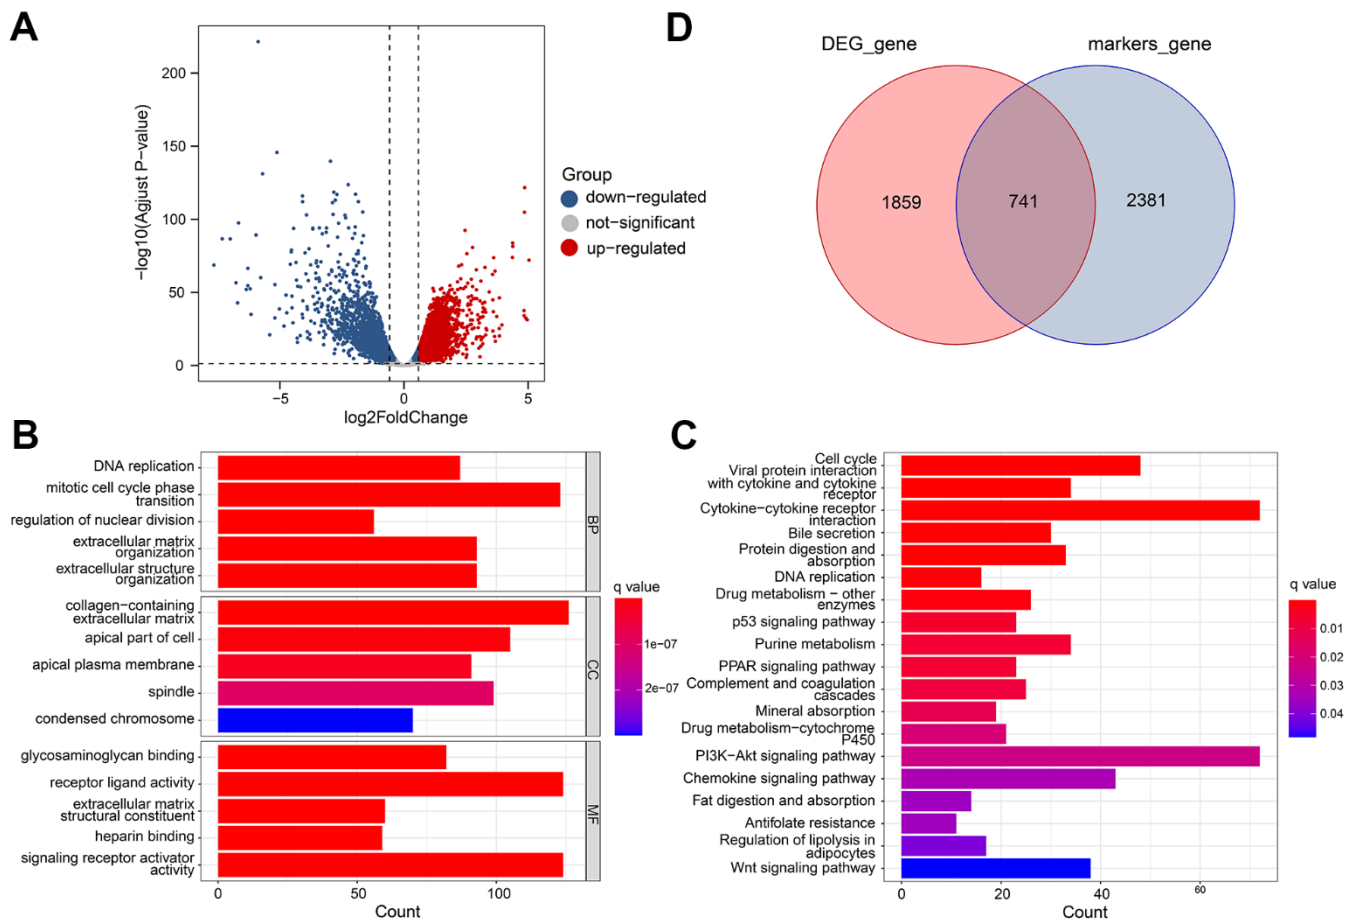 A
−log10(Agjust P-value)
200
150
100
50
0
−5
0
5
log2FoldChange
Group
down−regulated
not−significant
up−regulated
D
DEG_gene
markers_gene
1859
741
2381
B
DNA replication
mitotic cell cycle phase
transition
regulation of nuclear division
extracellular matrix
organization
extracellular structure
organization
BP
collagen−containing
extracellular matrix
apical part of cell
apical plasma membrane
spindle
condensed chromosome
CC
glycosaminoglycan binding
receptor ligand activity
extracellular matrix
structural constituent
heparin binding
signaling receptor activator
activity
MF
0
50
100
Count
q value
1e−07
2e−07
C
Cell cycle
Viral protein interaction
with cytokine and cytokine
receptor
Cytokine−cytokine receptor
interaction
Bile secretion
Protein digestion and
absorption
DNA replication
Drug metabolism − other
enzymes
p53 signaling pathway
Purine metabolism
PPAR signaling pathway
Complement and coagulation
cascades
Mineral absorption
Drug metabolism−cytochrome
P450
PI3K−Akt signaling pathway
Chemokine signaling pathway
Fat digestion and absorption
Antifolate resistance
Regulation of lipolysis in
adipocytes
Wnt signaling pathway
0
20
40
60
Count
q value
0.01
0.02
0.03
0.04